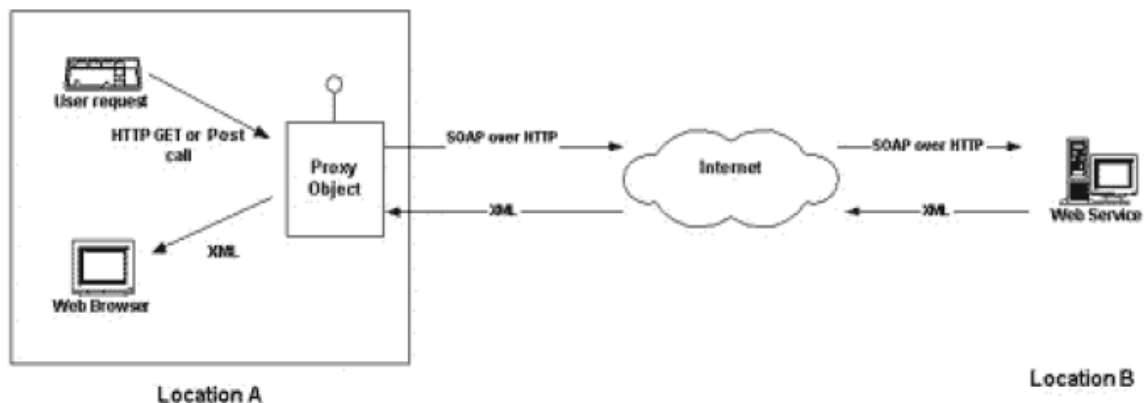 User request
HTTP GET or Post
call
Proxy
Object
SOAP over HTTP
Internet
SOAP over HTTP
XML
XML
Web Service
XML
Web Browser
Location A
Location B